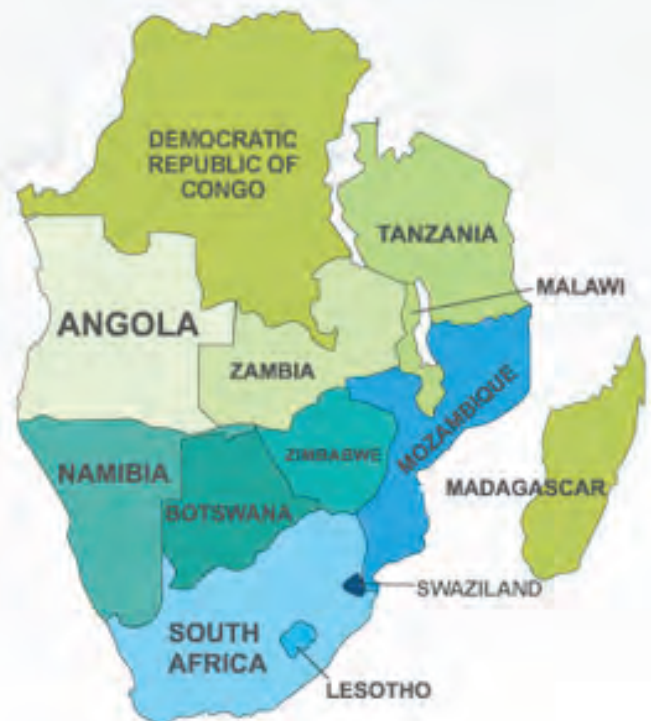 DEMOCRATIC
REPUBLIC OF
CONGO
TANZANIA
MALAWI
ANGOLA
ZAMBIA
MOZAMBIQUE
ZIMBABWE
NAMIBIA
MADAGASCAR
BOTSWANA
SWAZILAND
SOUTH
AFRICA
LESOTHO